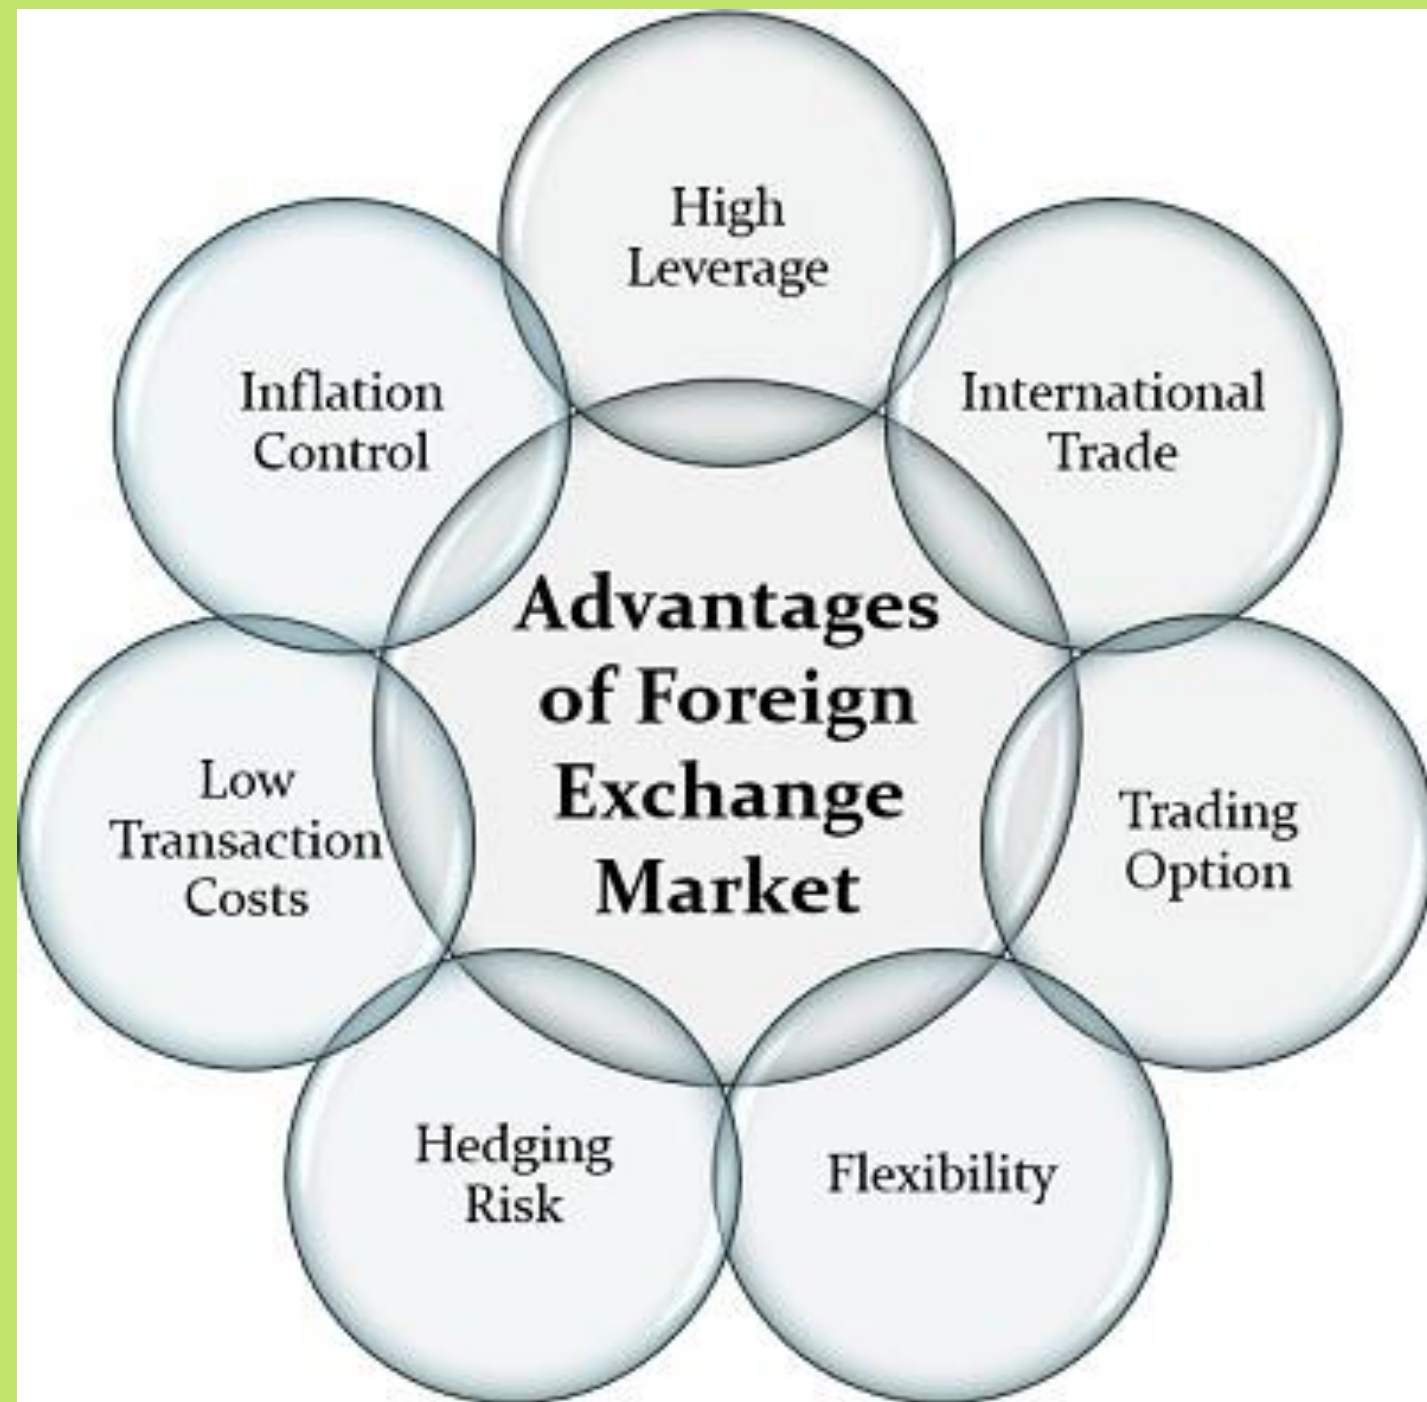 High
Leverage
International
Trade
Trading
Option
Flexibility
Hedging
Risk
Low
Transaction
Costs
Inflation
Control
Advantages
of Foreign
Exchange
Market